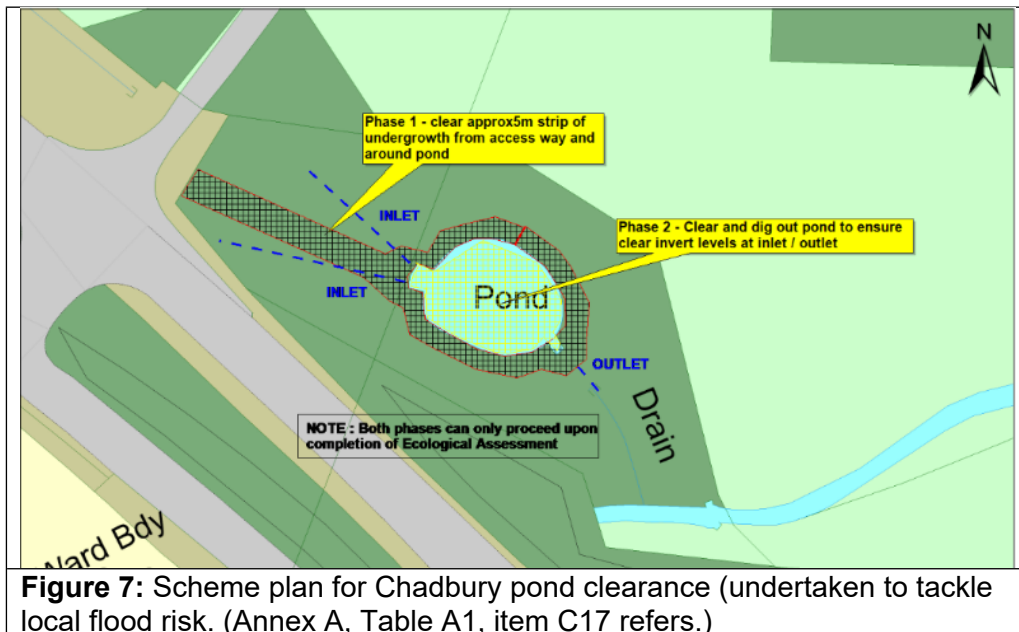 N
Phase 1 - clear approx5m strip of
undergrowth from access way and
around pond
INLET
Phase 2 - Clear and dig out pond to ensure
clear invert levels at inlet / outlet
INLET
Pond
OUTLET
Drain
NOTE : Both phases can only proceed upon
completion of Ecological Assessment
Ward Bdy
Figure 7: Scheme plan for Chadbury pond clearance (undertaken to tackle
local flood risk. (Annex A, Table A1, item C17 refers.)